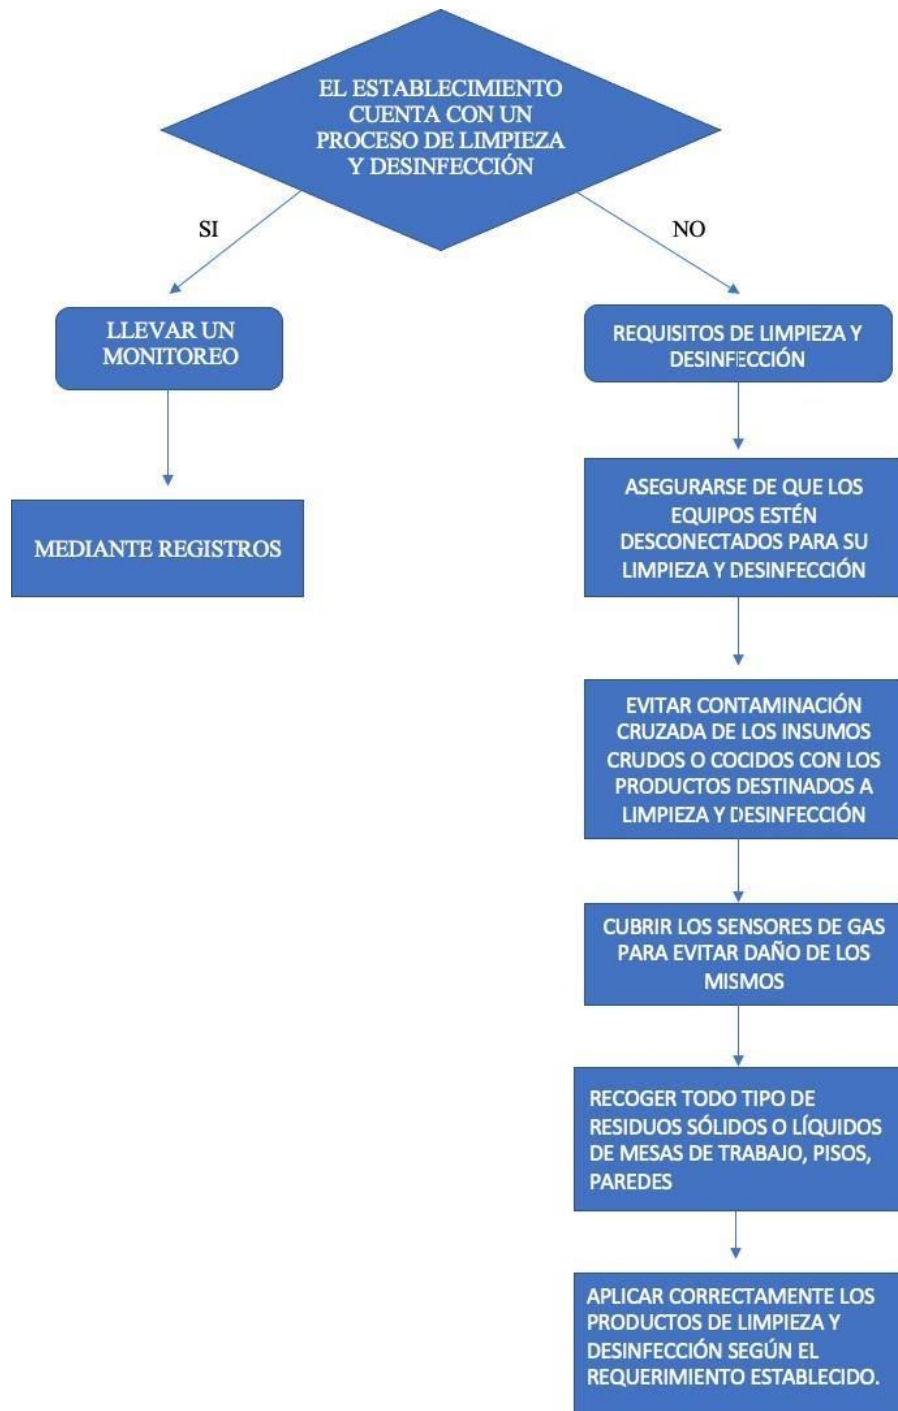 EL ESTABLECIMIENTO
CUENTA CON UN
PROCESO DE LIMPIEZA
Y DESINFECCIÓN
SI
NO
LLEVAR UN
MONITOREO
REQUISITOS DE LIMPIEZA Y
DESINFECCIÓN
MEDIANTE REGISTROS
ASEGURARSE DE QUE LOS
EQUIPOS ESTÉN
DESCONECTADOS PARA SU
LIMPIEZA Y DESINFECCIÓN
EVITAR CONTAMINACIÓN
CRUZADA DE LOS INSUMOS
CRUDOS O COCIDOS CON LOS
PRODUCTOS DESTINADOS A
LIMPIEZA Y DESINFECCIÓN
CUBRIR LOS SENSORES DE GAS
PARA EVITAR DAÑO DE LOS
MISMOS
RECOGER TODO TIPO DE
RESIDUOS SÓLIDOS O LÍQUIDOS
DE MESAS DE TRABAJO, PISOS,
PAREDES
APLICAR CORRECTAMENTE LOS
PRODUCTOS DE LIMPIEZA Y
DESINFECCIÓN SEGÚN EL
REQUERIMIENTO ESTABLECIDO.